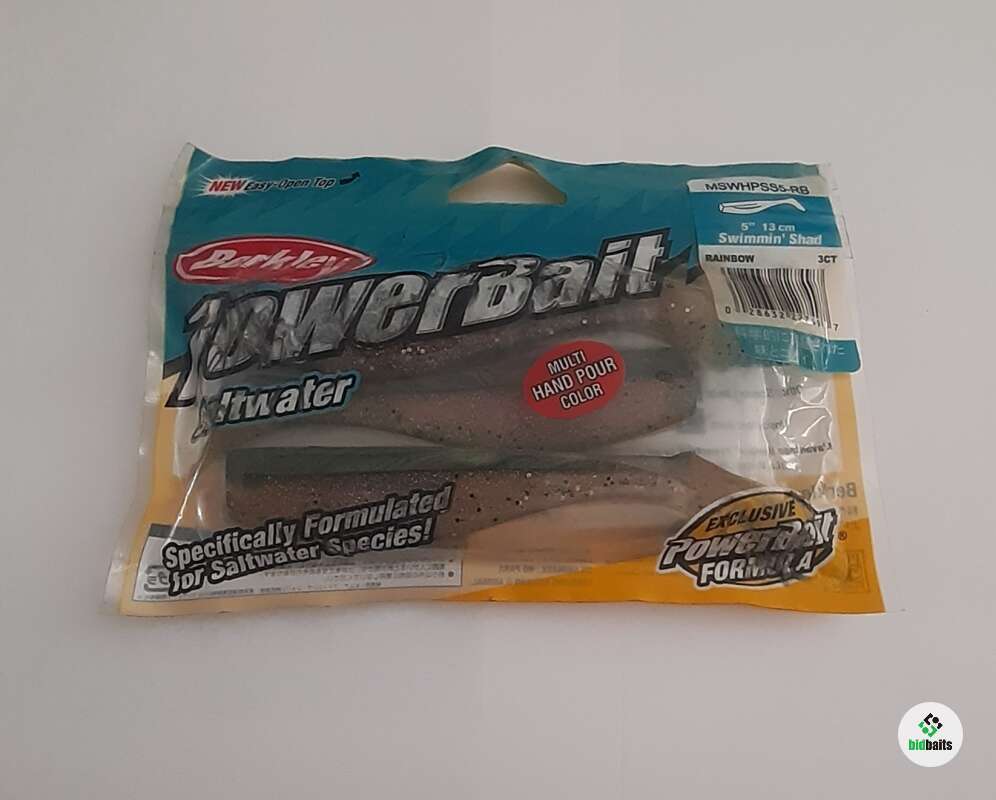 NEW Easy-Open Top
MSWHPSS5-RB
5" 13 cm
Swimmin' Shad
RAINBOW 3CT
Berkley
PowerBait
Saltwater
MULTI
HAND POUR
COLOR
Specifically Formulated
for Saltwater Species!
EXCLUSIVE
PowerBait®
FORMULA
bidbaits